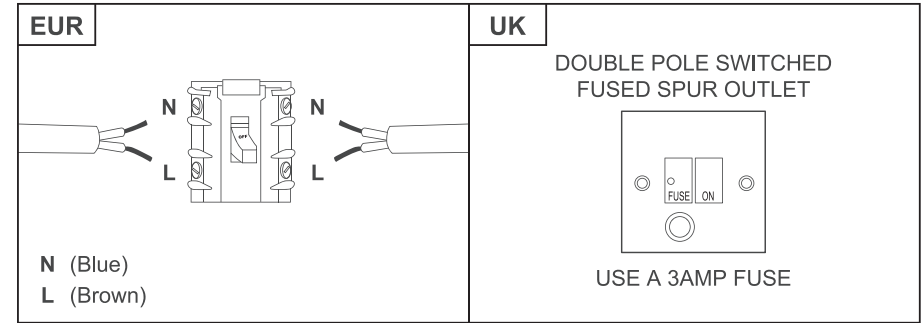 EUR
N
N
OFF
L
L
N (Blue)
L (Brown)
UK
DOUBLE POLE SWITCHED
FUSED SPUR OUTLET
FUSE ON
USE A 3AMP FUSE